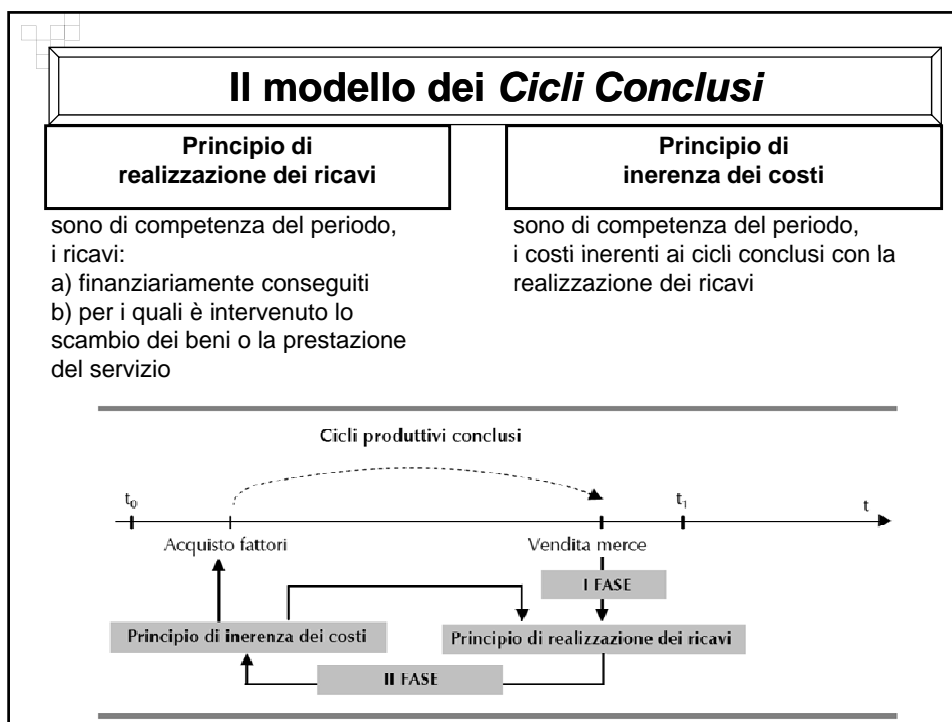 Il modello dei Cicli Conclusi
Principio di
realizzazione dei ricavi
sono di competenza del periodo,
i ricavi:
a) finanziariamente conseguiti
b) per i quali è intervenuto lo
scambio dei beni o la prestazione
del servizio
Principio di
inerenza dei costi
sono di competenza del periodo,
i costi inerenti ai cicli conclusi con la
realizzazione dei ricavi
Cicli produttivi conclusi
t0
t1
t
Acquisto fattori
Vendita merce
I FASE
Principio di inerenza dei costi
Principio di realizzazione dei ricavi
II FASE